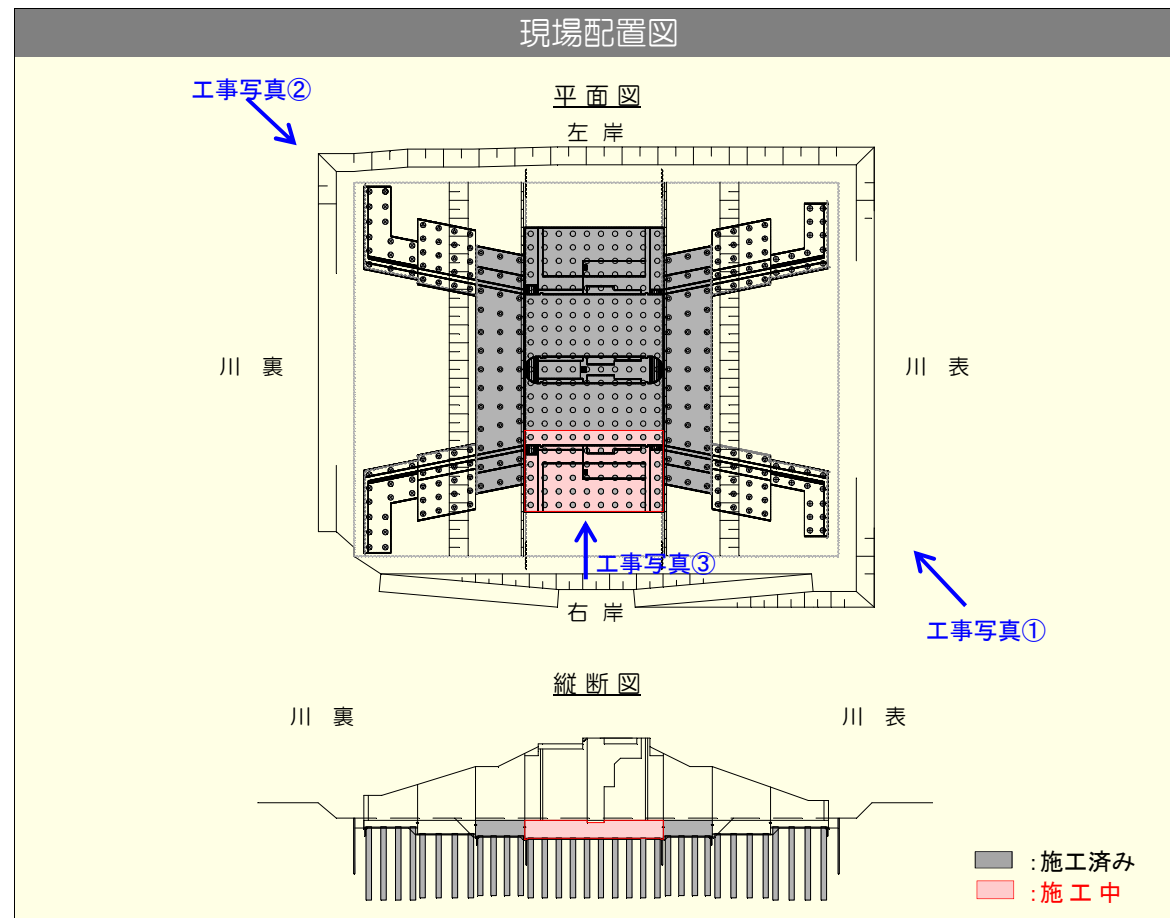 現場配置図
工事写真②
平 面 図
左 岸
川 裏
川 表
工事写真③
右 岸
工事写真①
縦 断 図
川 裏
川 表
:施工済み
:施 工 中